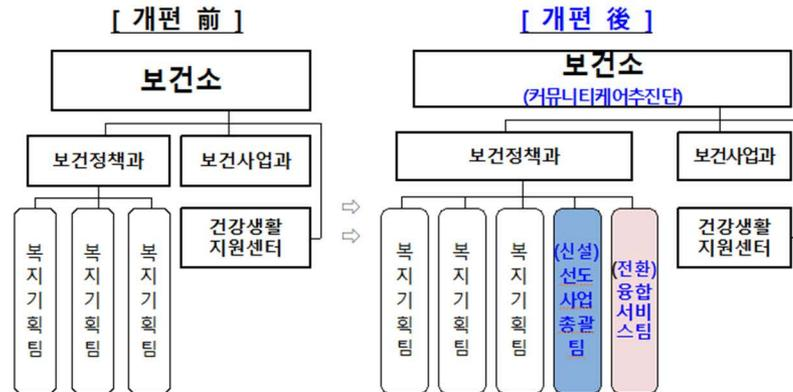 [ 개편 前 ]
보건소
보건정책과
보건사업과
건강생활
지원센터
복지기획팀
복지기획팀
복지기획팀
[ 개편 後 ]
보건소
(커뮤니티케어추진단)
보건정책과
보건사업과
건강생활
지원센터
복지기획팀
복지기획팀
복지기획팀
(신설)
선도
사업
총괄
팀
(전환)
융합
서비
스팀